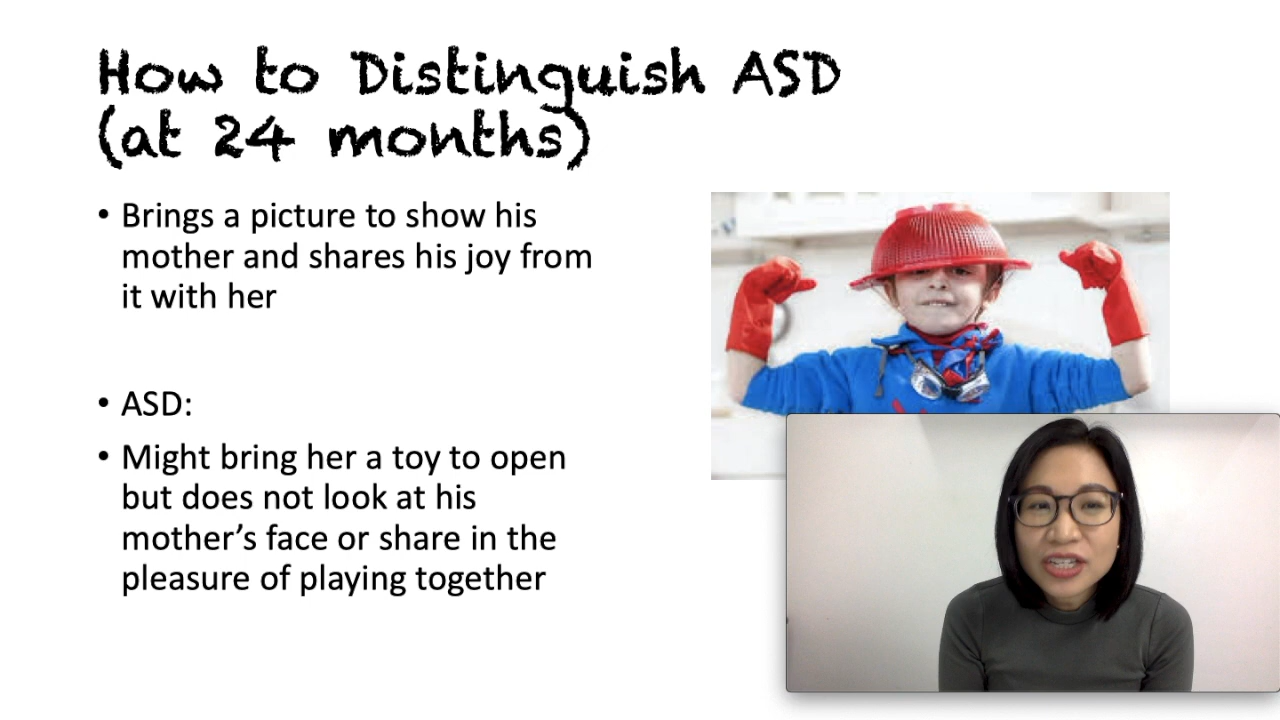 How to Distinguish ASD
(at 24 months)
• Brings a picture to show his
mother and shares his joy from
it with her
• ASD:
• Might bring her a toy to open
but does not look at his
mother’s face or share in the
pleasure of playing together